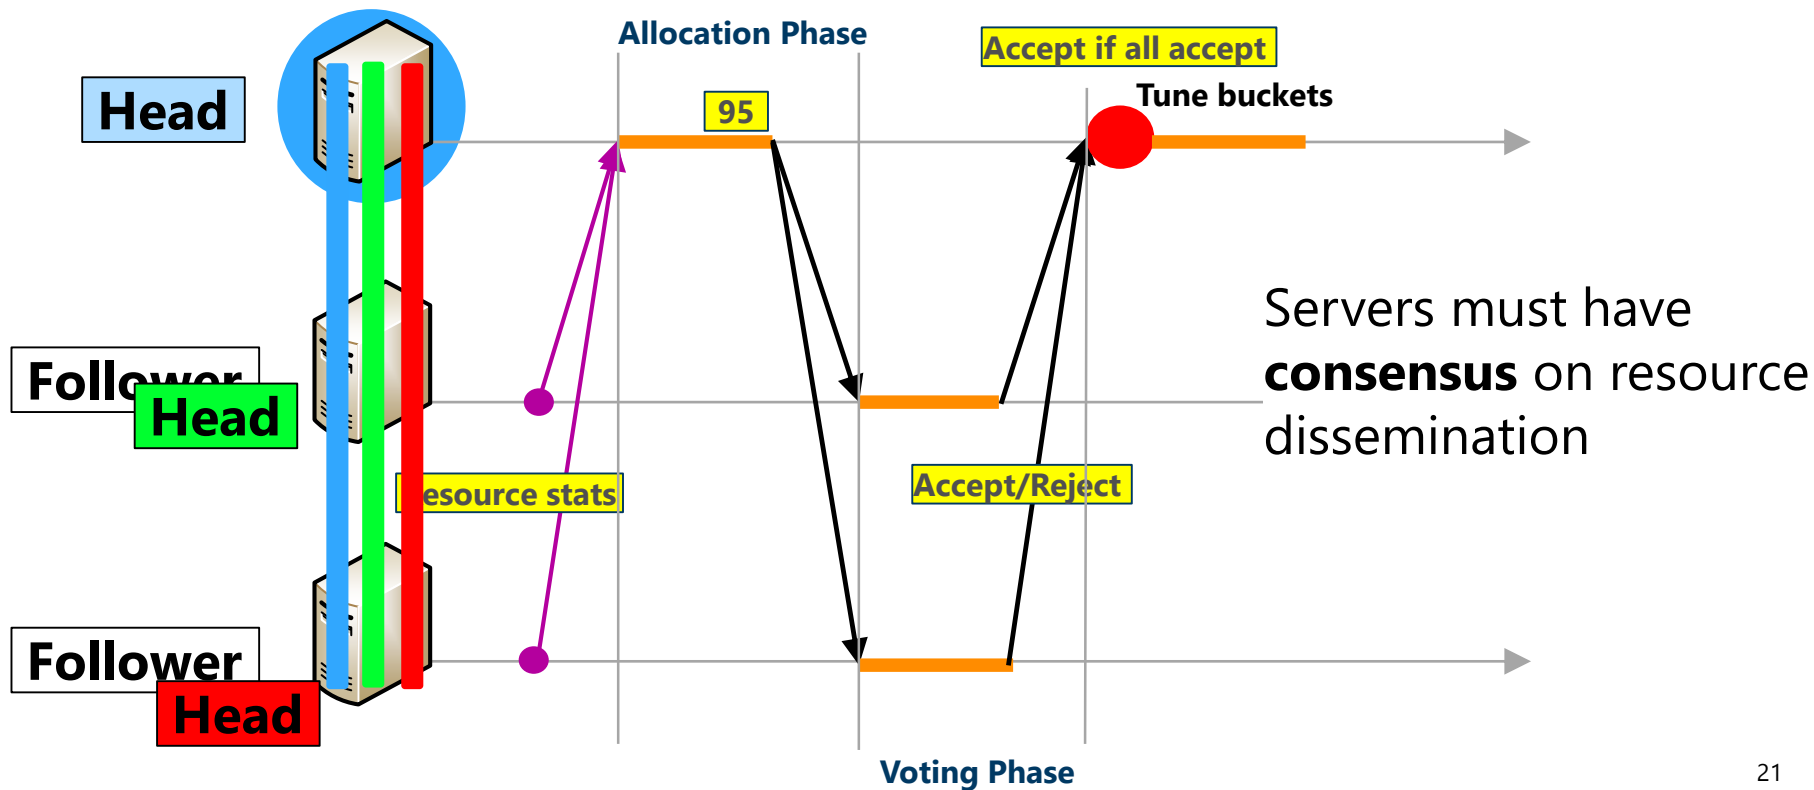 Allocation Phase
Accept if all accept
Tune buckets
Head
95
Servers must have
consensus on resource
dissemination
Follower
Head
esource stats
Accept/Reject
Follower
Head
Voting Phase
21